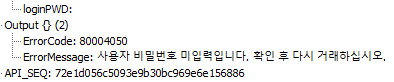 loginPWD:
Output {} (2)
ErrorCode: 80004050
ErrorMessage: 사용자 비밀번호 미입력입니다. 확인 후 다시 거래하십시오.
API_SEQ: 72e1d056c5093e9b30bc969e6e156886